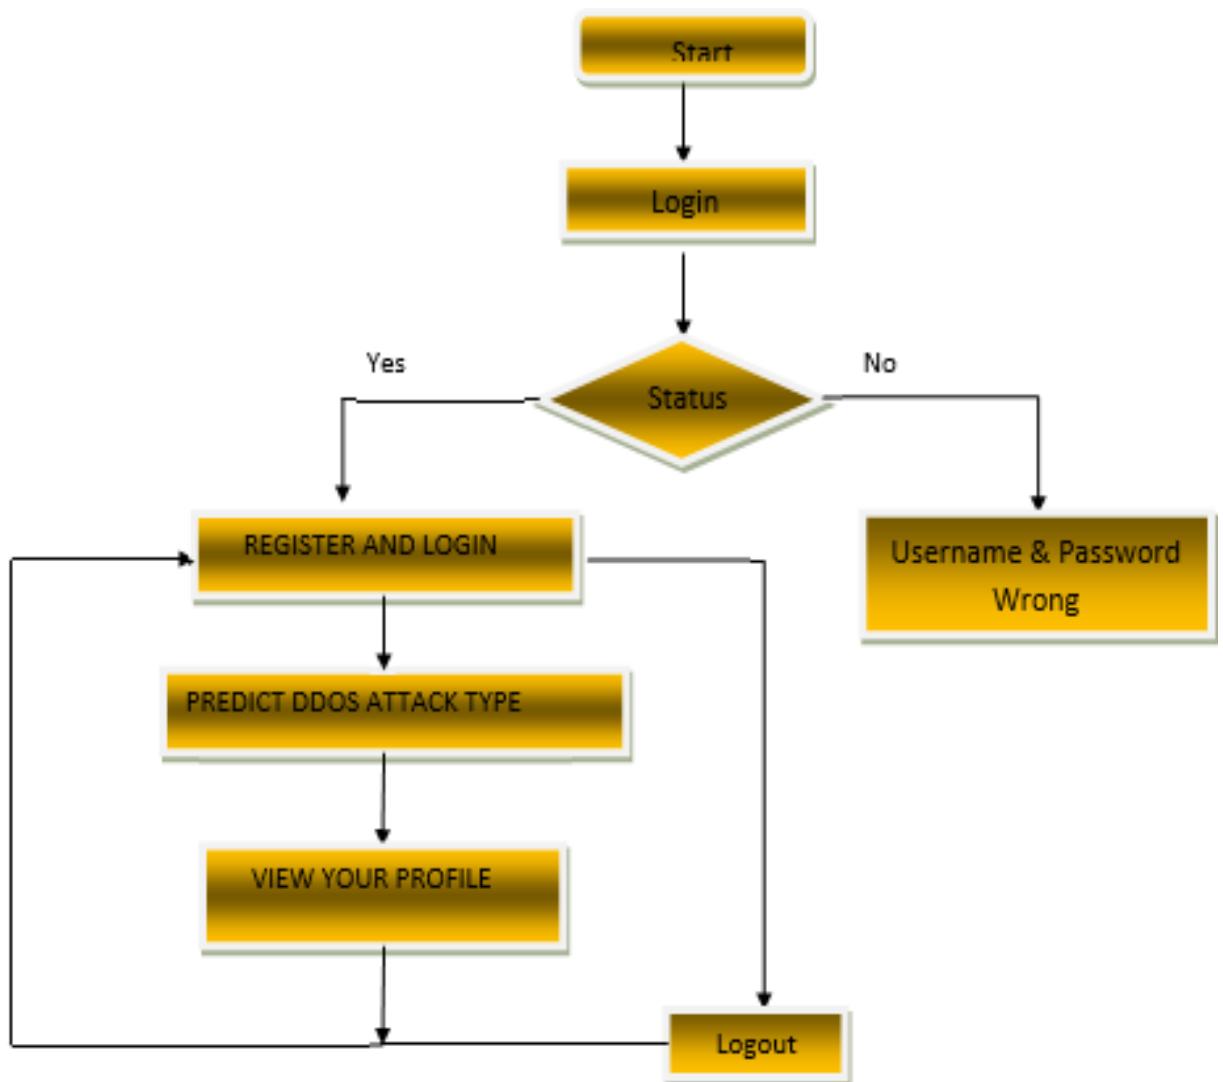 Start
Login
Yes
No
Status
REGISTER AND LOGIN
Username & Password
Wrong
PREDICT DDOS ATTACK TYPE
VIEW YOUR PROFILE
Logout